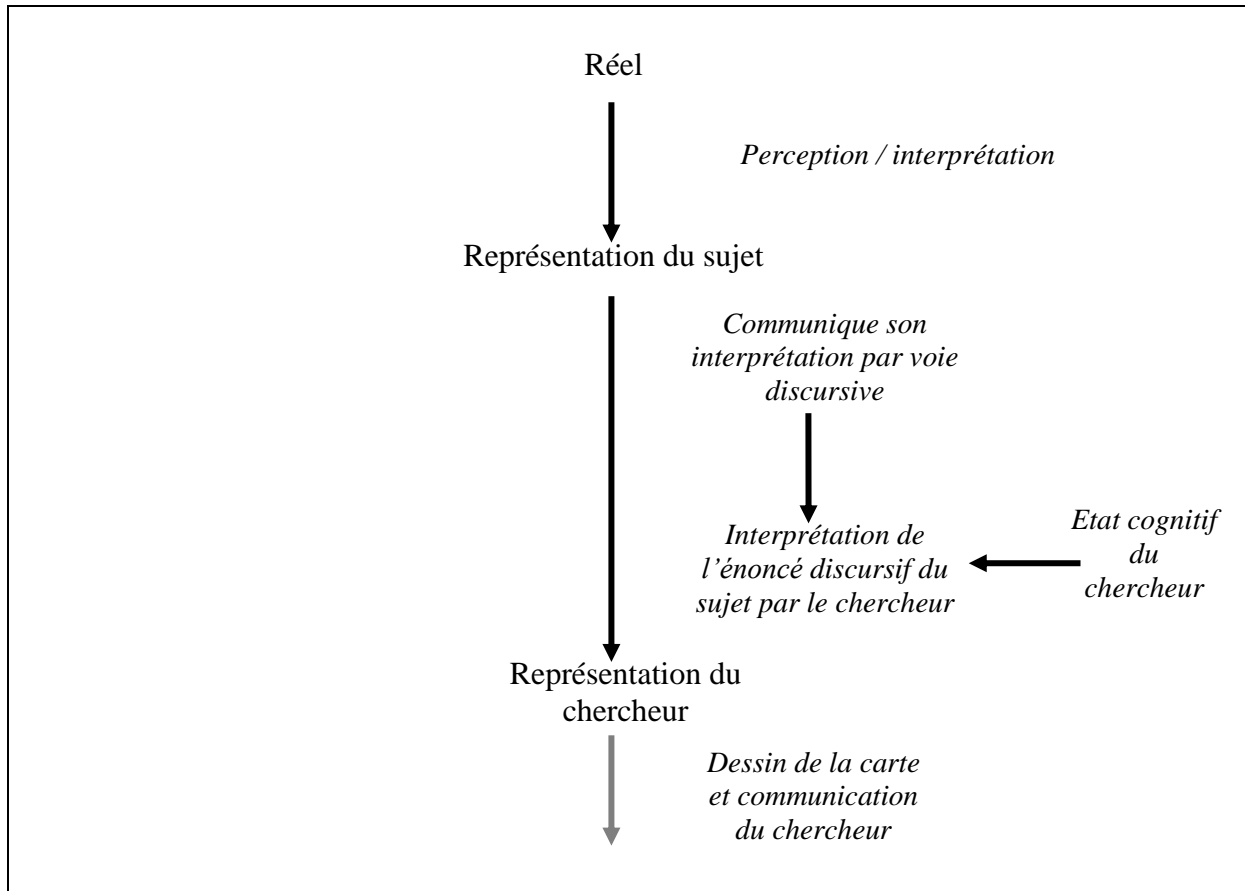 Réel
Perception / interprétation
Représentation du sujet
Communique son
interprétation par voie
discursive
Interprétation de
l’énoncé discursif du
sujet par le chercheur
Etat cognitif
du
chercheur
Représentation du
chercheur
Dessin de la carte
et communication
du chercheur